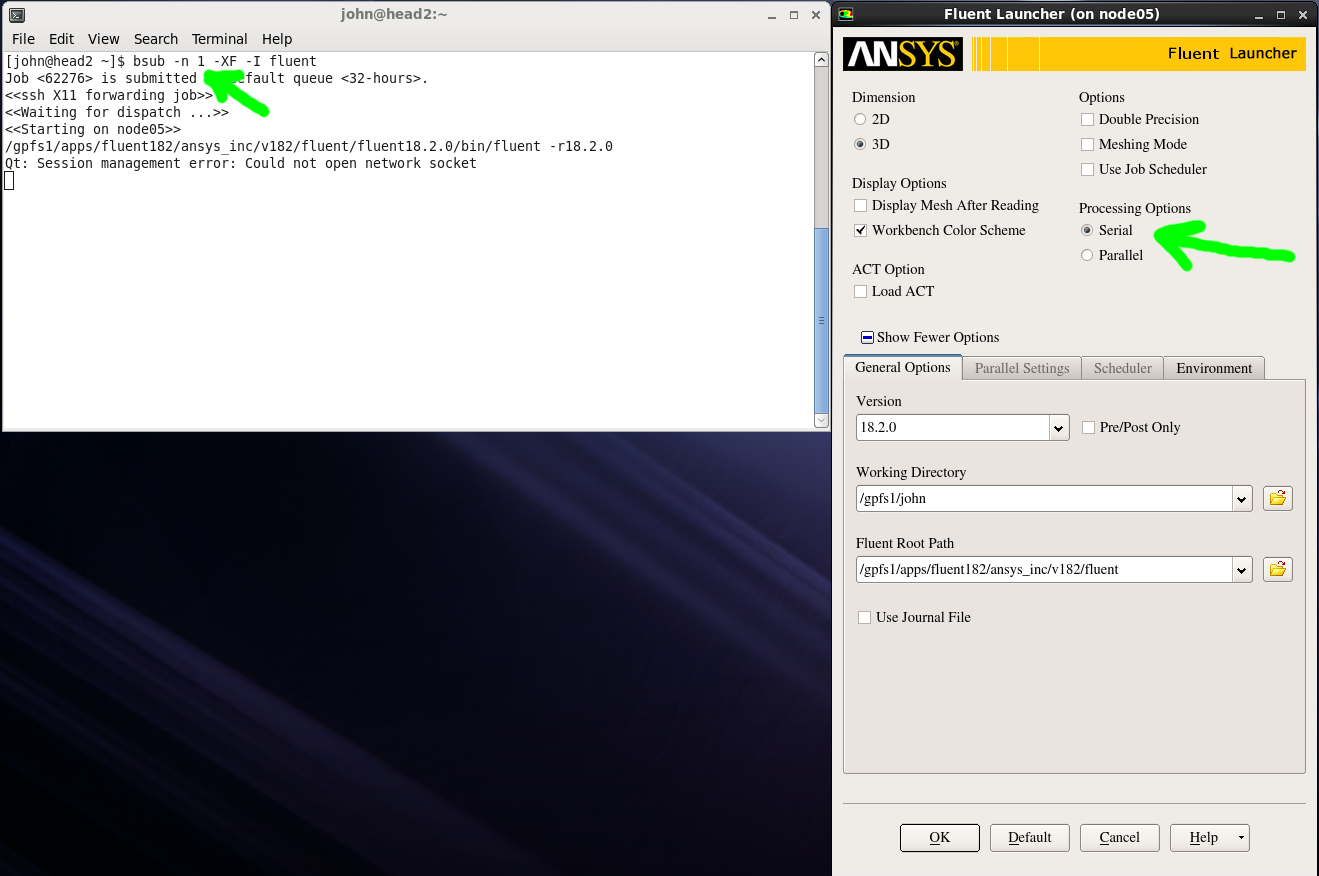 john@head2:~
File Edit View Search Terminal Help
[john@head2 ~]$ bsub -n 1 -XF -I fluent
Job <62276> is submitted default queue <32-hours>.
<<ssh X11 forwarding job>>
<<Waiting for dispatch ...>>
<<Starting on node05>>
/gpfs1/apps/fluent182/ansys_inc/v182/fluent/fluent18.2.0/bin/fluent -r18.2.0
Qt: Session management error: Could not open network socket
Fluent Launcher (on node05)
ANSYS
Fluent Launcher
Dimension
2D
3D
Display Options
Display Mesh After Reading
Workbench Color Scheme
ACT Option
Load ACT
Options
Double Precision
Meshing Mode
Use Job Scheduler
Processing Options
Serial
Parallel
Show Fewer Options
General Options Parallel Settings Scheduler Environment
Version
18.2.0 Pre/Post Only
Working Directory
/gpfs1/john
Fluent Root Path
/gpfs1/apps/fluent182/ansys_inc/v182/fluent
Use Journal File
OK Default Cancel Help